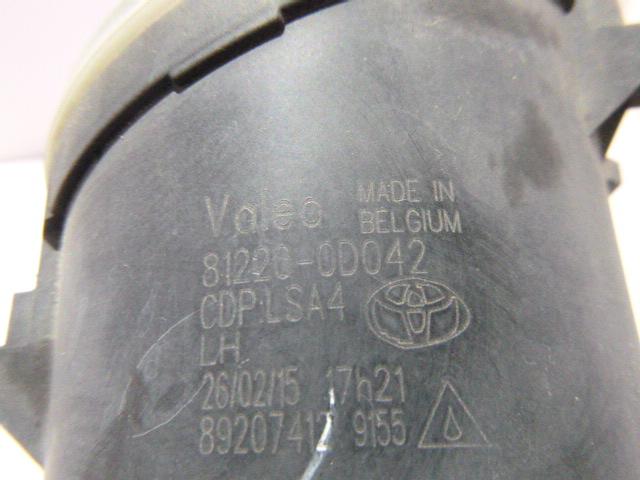 Valeo MADE IN
BELGIUM
81220-0D042
CDP:LSA4
LH
26/02/15 17h21
89207412 9155